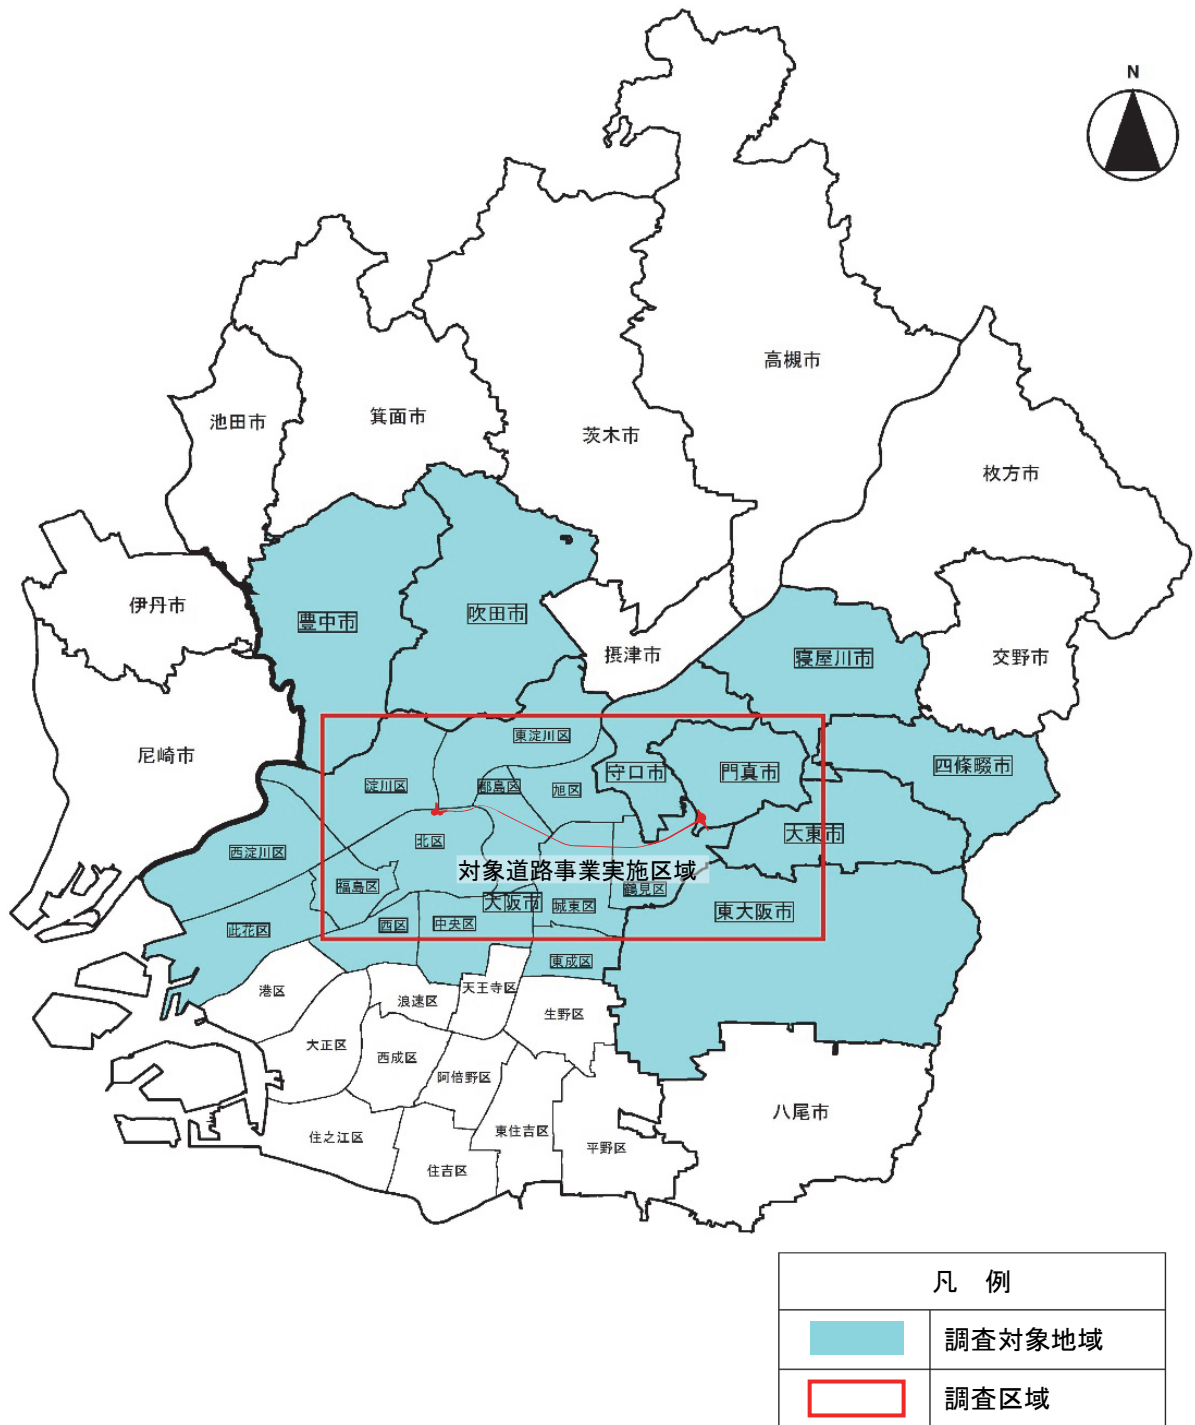 N
高槻市
池田市
箕面市
茨木市
枚方市
伊丹市
豊中市
吹田市
摂津市
寝屋川市
交野市
尼崎市
東淀川区
淀川区
都島区
旭区
守口市
門真市
四條畷市
大東市
北区
西淀川区
対象道路事業実施区域
福島区
鶴見区
大阪市
城東区
東大阪市
此花区
西区
中央区
東成区
港区
浪速区
天王寺区
生野区
大正区
西成区
阿倍野区
八尾市
住之江区
東住吉区
平野区
住吉区
凡 例
調査対象地域
調査区域